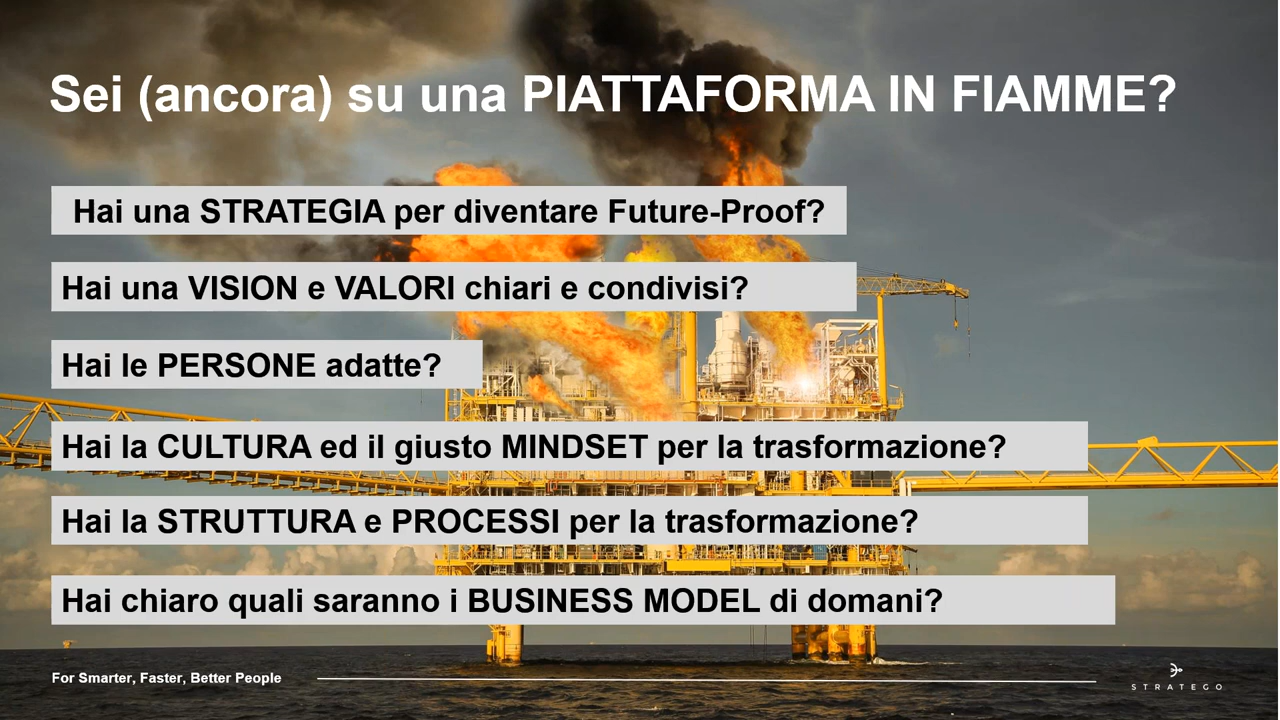 Sei (ancora) su una PIATTAFORMA IN FIAMME?
Hai una STRATEGIA per diventare Future-Proof?
Hai una VISION e VALORI chiari e condivisi?
Hai le PERSONE adatte?
Hai la CULTURA ed il giusto MINDSET per la trasformazione?
Hai la STRUTTURA e PROCESSI per la trasformazione?
Hai chiaro quali saranno i BUSINESS MODEL di domani?
For Smarter, Faster, Better People
STRATEGO